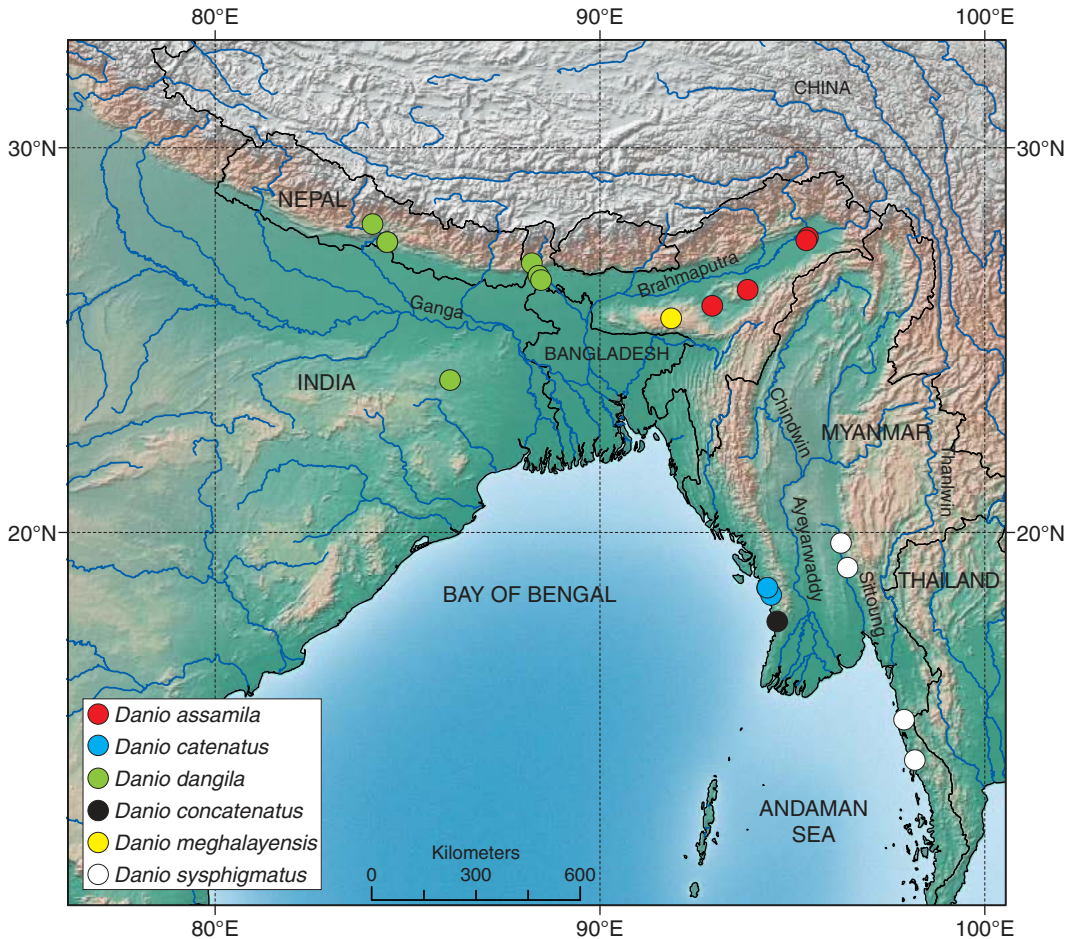 80°E 90°E 100°E
CHINA
30°N 30°N
NEPAL
Brahmaputra
Ganga
BANGLADESH
INDIA
Chindwin
MYANMAR
Thanlwin
Ayeyarwaddy
20°N 20°N
Sittoung
THAILAND
BAY OF BENGAL
Danio assamila
Danio catenatus
Danio dangila
Danio concatenatus
Danio meghalayensis
Danio sysphigmatus
ANDAMAN
SEA
Kilometers
0 300 600
80°E 90°E 100°E